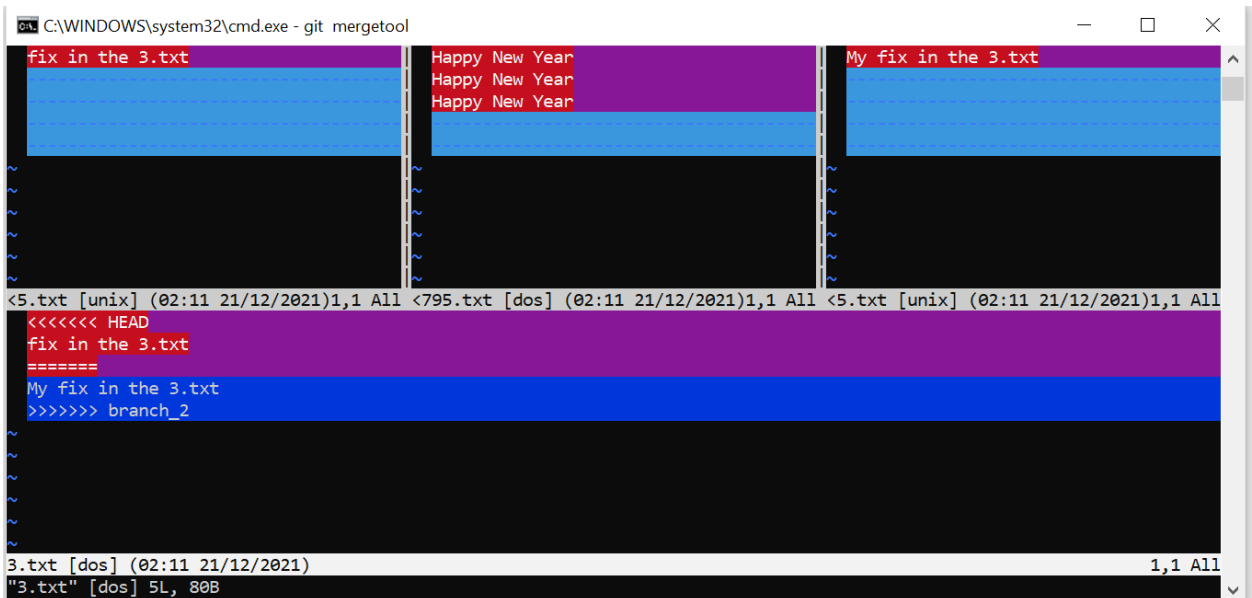 C:\WINDOWS\system32\cmd.exe - git mergetool
fix in the 3.txt
Happy New Year
Happy New Year
Happy New Year
My fix in the 3.txt
~ ~ ~
~ ~ ~
~ ~ ~
~ ~ ~
~ ~ ~
~ ~ ~
<5.txt [unix] (02:11 21/12/2021)1,1 All <795.txt [dos] (02:11 21/12/2021)1,1 All <5.txt [unix] (02:11 21/12/2021)1,1 All
<<<<<<< HEAD
fix in the 3.txt
=======
My fix in the 3.txt
>>>>>>> branch_2
~
~
~
~
~
~
3.txt [dos] (02:11 21/12/2021) 1,1 All
"3.txt" [dos] 5L, 80B